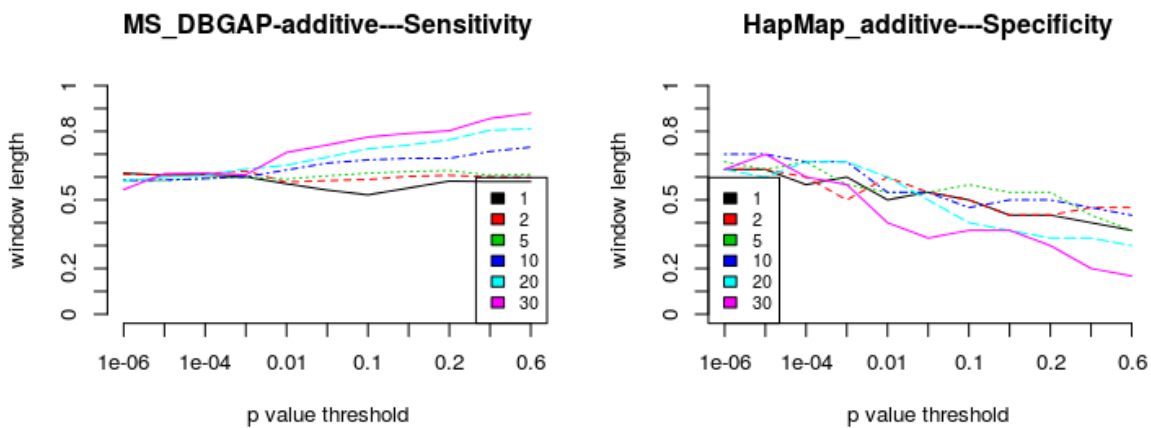 MS_DBGAP-additive---Sensitivity
window length
1
0.8
0.5
0.2
0
1
2
5
10
20
30
1e-06 1e-04 0.01 0.1 0.2 0.6
p value threshold
HapMap_additive---Specificity
window length
1
0.8
0.5
0.2
0
1
2
5
10
20
30
1e-06 1e-04 0.01 0.1 0.2 0.6
p value threshold